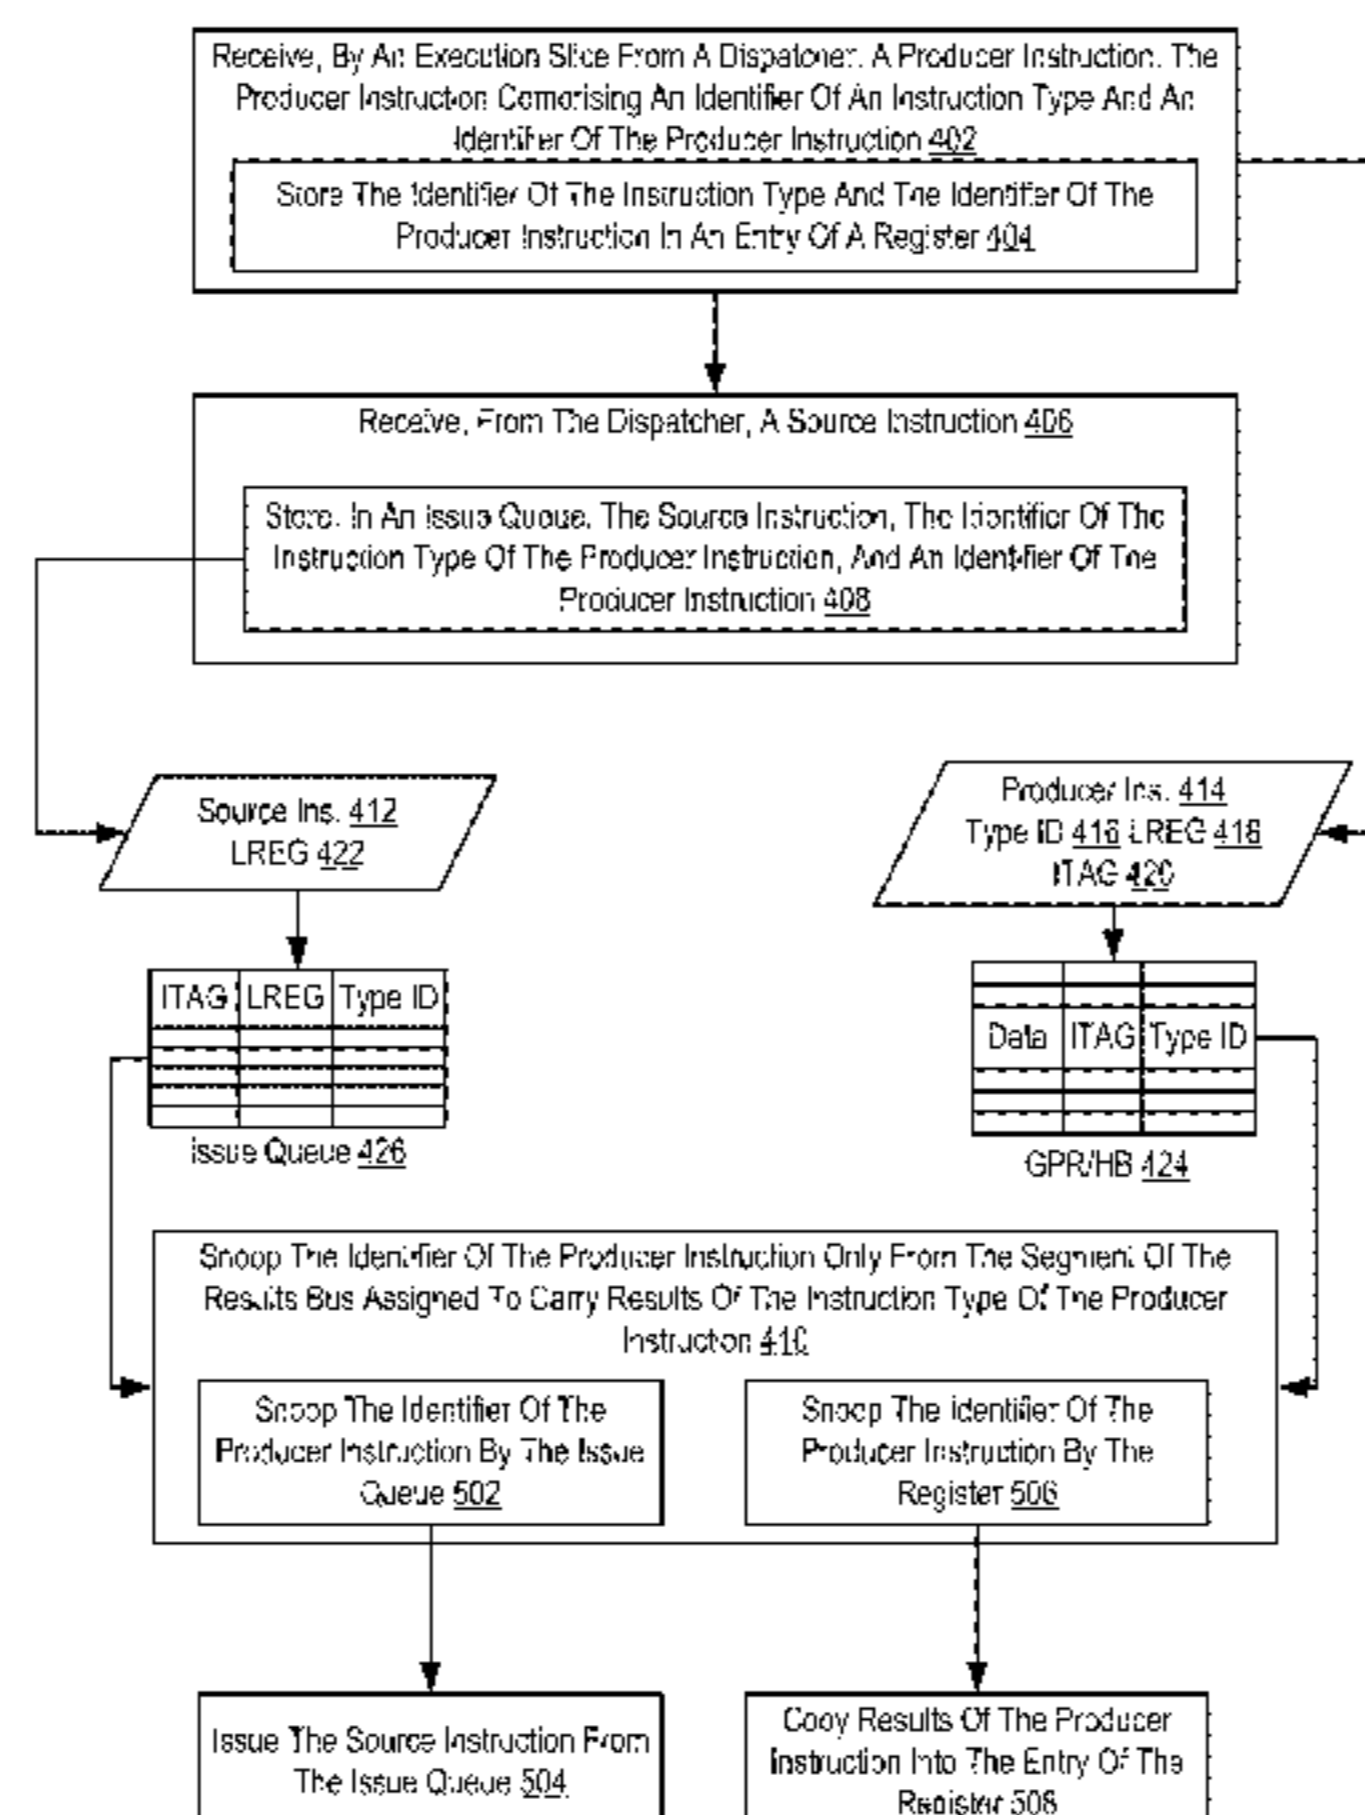 Receive, By An Execution Slice From A Dispatcher, A Producer Instruction, The
Producer Instruction Comprising An Identifier Of An Instruction Type And An
Identifier Of The Producer Instruction 402
Store The Identifier Of The Instruction Type And The Identifier Of The
Producer Instruction In An Entry Of A Register 404
Receive, From The Dispatcher, A Source Instruction 406
Store, In An Issue Queue, The Source Instruction, The Identifier Of The
Instruction Type Of The Producer Instruction, And An Identifier Of The
Producer Instruction 408
Source Ins. 412
LREG 422
Producer Ins. 414
Type ID 416 LREG 418
ITAG 420
ITAG LREG Type ID
Issue Queue 426
Data ITAG Type ID
GPR/HB 424
Snoop The Identifier Of The Producer Instruction Only From The Segment Of The
Results Bus Assigned To Carry Results Of The Instruction Type Of The Producer
Instruction 410
Snoop The Identifier Of The
Producer Instruction By The Issue
Queue 502
Snoop The Identifier Of The
Producer Instruction By The
Register 506
Issue The Source Instruction From
The Issue Queue 504
Copy Results Of The Producer
Instruction Into The Entry Of The
Register 508